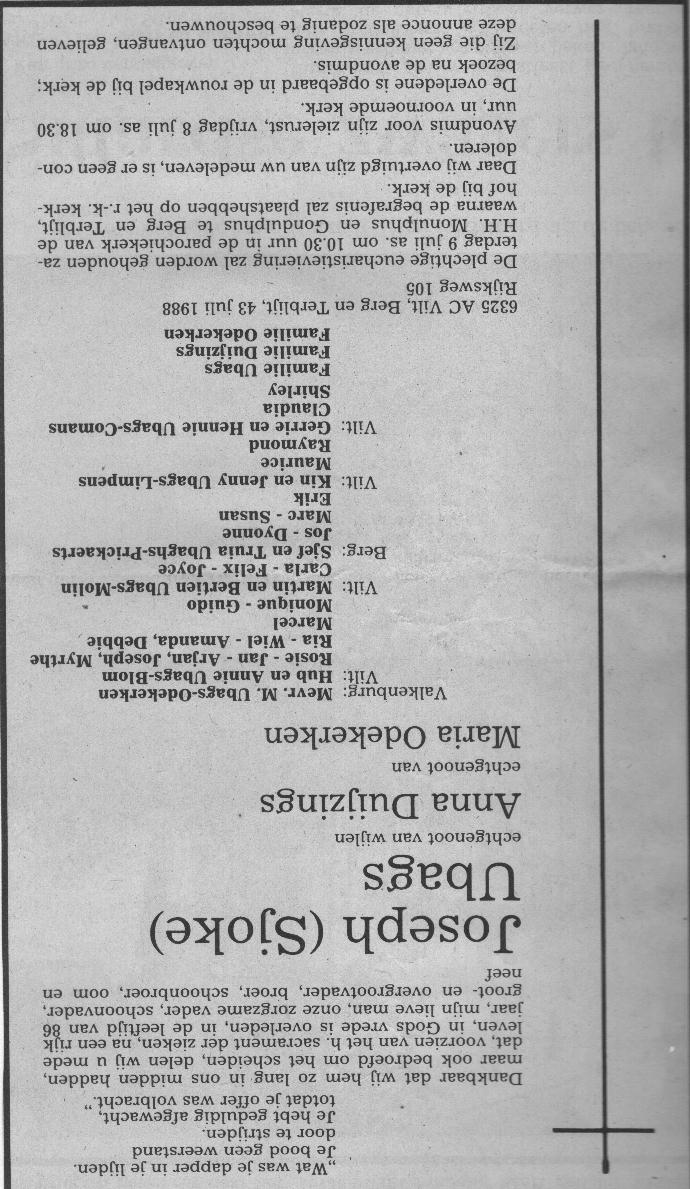 „Wat was je dapper in je lijden.
Je bood geen weerstand
door te strijden.
Je hebt geduldig afgewacht,
totdat je offer was volbracht.”
Dankbaar dat wij hem zo lang in ons midden hadden,
maar ook bedroefd om het scheiden, delen wij u mede
dat, voorzien van het h. sacrament der zieken, na een rijk
leven, in Gods vrede is overleden, in de leeftijd van 86
jaar, mijn lieve man, onze zorgzame vader, schoonvader,
groot- en overgrootvader, broer, schoonbroer, oom en
neef
Joseph (Sjoke)
Ubags
echtgenoot van wijlen
Anna Duijzings
echtgenoot van
Maria Odekerken
Valkenburg: Mevr. M. Ubags-Odekerken
Vilt: Hub en Annie Ubags-Blom
Rosie - Jan - Arjan, Joseph, Myrthe
Ria - Wiel - Amanda, Debbie
Marcel
Monique - Guido
Vilt: Martin en Bertien Ubags-Molin
Carla - Felix - Joyce
Berg: Sjef en Truia Ubaghs-Prickaerts
Jos - Dyonne
Marc - Susan
Erik
Vilt: Kin en Jenny Ubags-Limpens
Maurice
Raymond
Vilt: Gerrie en Hennie Ubags-Comans
Claudia
Shirley
Familie Ubags
Familie Duijzings
Familie Odekerken
6325 AC Vilt, Berg en Terblijt, 43 juli 1988
Rijksweg 105
De plechtige eucharistieviering zal worden gehouden za-
terdag 9 juli as. om 10.30 uur in de parochiekerk van de
H.H. Monulphus en Gondulphus te Berg en Terblijt,
waarna de begrafenis zal plaatshebben op het r.-k. kerk-
hof bij de kerk.
Daar wij overtuigd zijn van uw medeleven, is er geen con-
doleren.
Avondmis voor zijn zielerust, vrijdag 8 juli as. om 18.30
uur, in voornoemde kerk.
De overledene is opgebaard in de rouwkapel bij de kerk;
bezoek na de avondmis.
Zij die geen kennisgeving mochten ontvangen, gelieven
deze annonce als zodanig te beschouwen.